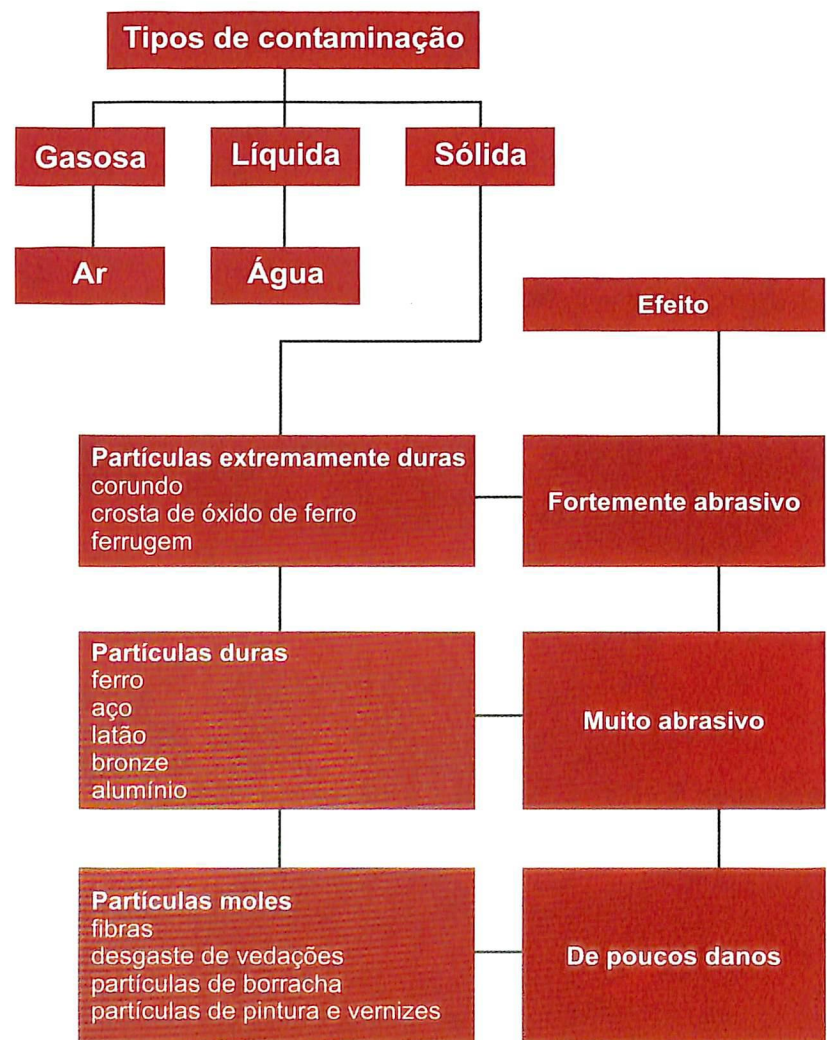 Tipos de contaminação
Gasosa
Líquida
Sólida
Ar
Água
Efeito
Partículas extremamente duras
corundo
crosta de óxido de ferro
ferrugem
Fortemente abrasivo
Partículas duras
ferro
aço
latão
bronze
alumínio
Muito abrasivo
Partículas moles
fibras
desgaste de vedações
partículas de borracha
partículas de pintura e vernizes
De poucos danos